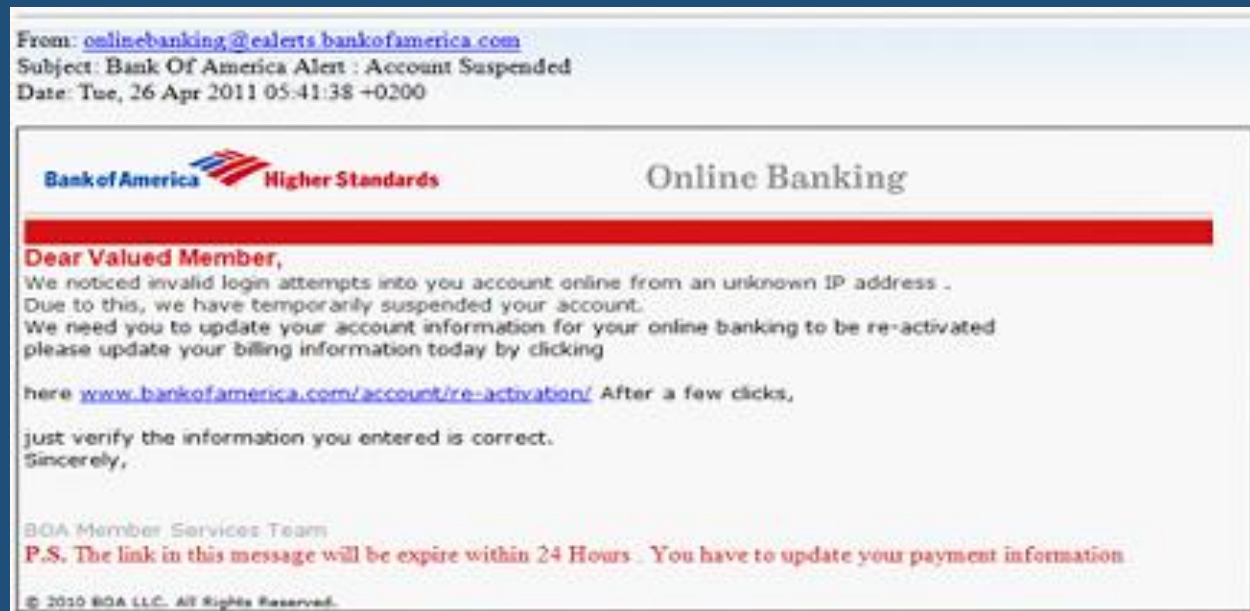 From: onlinebanking@ealerts.bankofamerica.com
Subject: Bank Of America Alert : Account Suspended
Date: Tue, 26 Apr 2011 05:41:38 +0200
Bank of America Higher Standards
Online Banking
Dear Valued Member,
We noticed invalid login attempts into you account online from an unknown IP address .
Due to this, we have temporarily suspended your account.
We need you to update your account information for your online banking to be re-activated
please update your billing information today by clicking
here www.bankofamerica.com/account/re-activation/ After a few clicks,
just verify the information you entered is correct.
Sincerely,
BOA Member Services Team
P.S. The link in this message will be expire within 24 Hours . You have to update your payment information
© 2010 BOA LLC. All Rights Reserved.